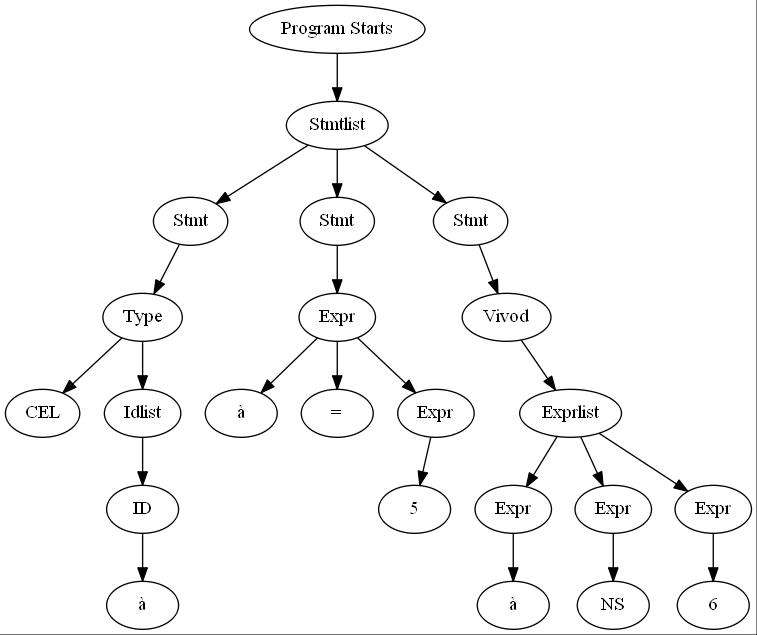 Program Starts
Stmtlist
Stmt Stmt Stmt
Type Expr Vivod
CEL Idlist à = Expr Exprlist
ID 5 Expr Expr Expr
à à NS 6